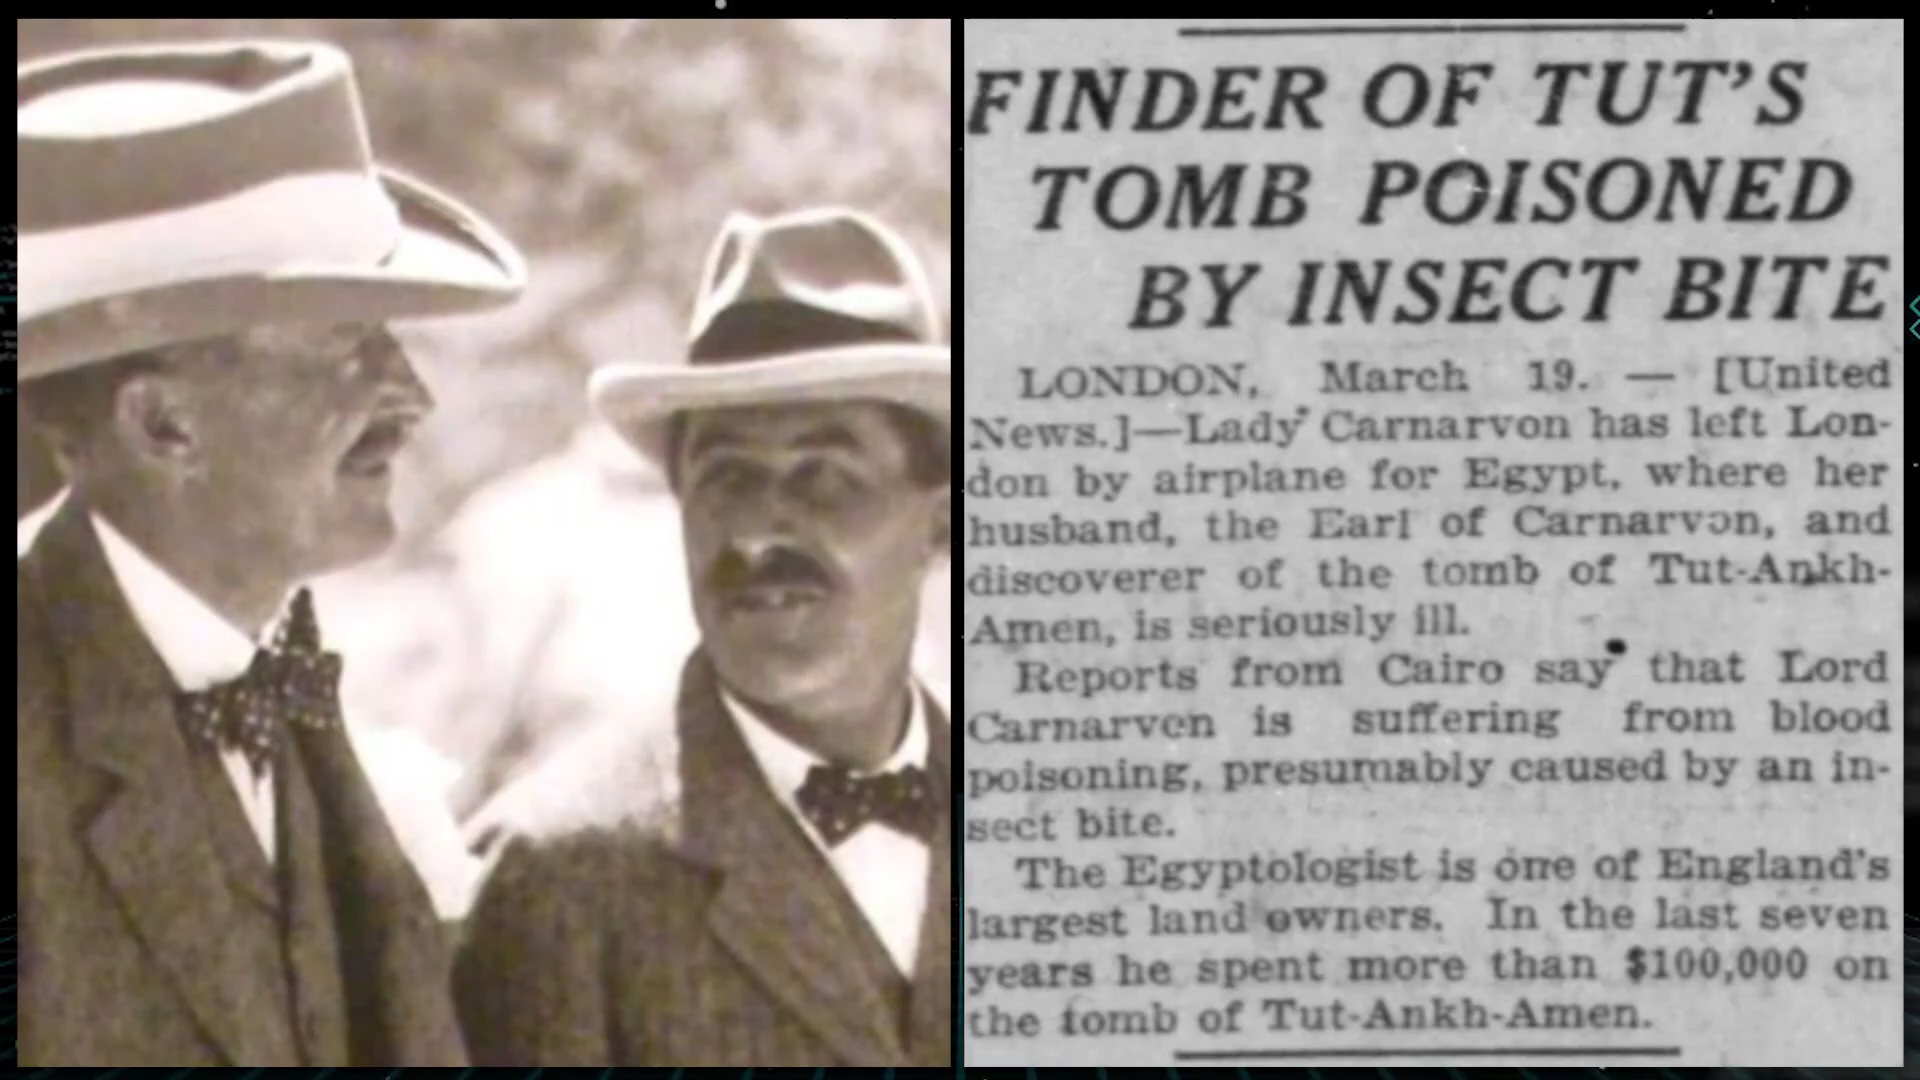 FINDER OF TUT'S
TOMB POISONED
BY INSECT BITE
LONDON, March 19. — [United
News.]—Lady Carnarvon has left Lon-
don by airplane for Egypt, where her
husband, the Earl of Carnarvon, and
discoverer of the tomb of Tut-Ankh-
Amen, is seriously ill.
Reports from Cairo say that Lord
Carnarvon is suffering from blood
poisoning, presumably caused by an in-
sect bite.
The Egyptologist is one of England's
largest land owners. In the last seven
years he spent more than $100,000 on
the tomb of Tut-Ankh-Amen.